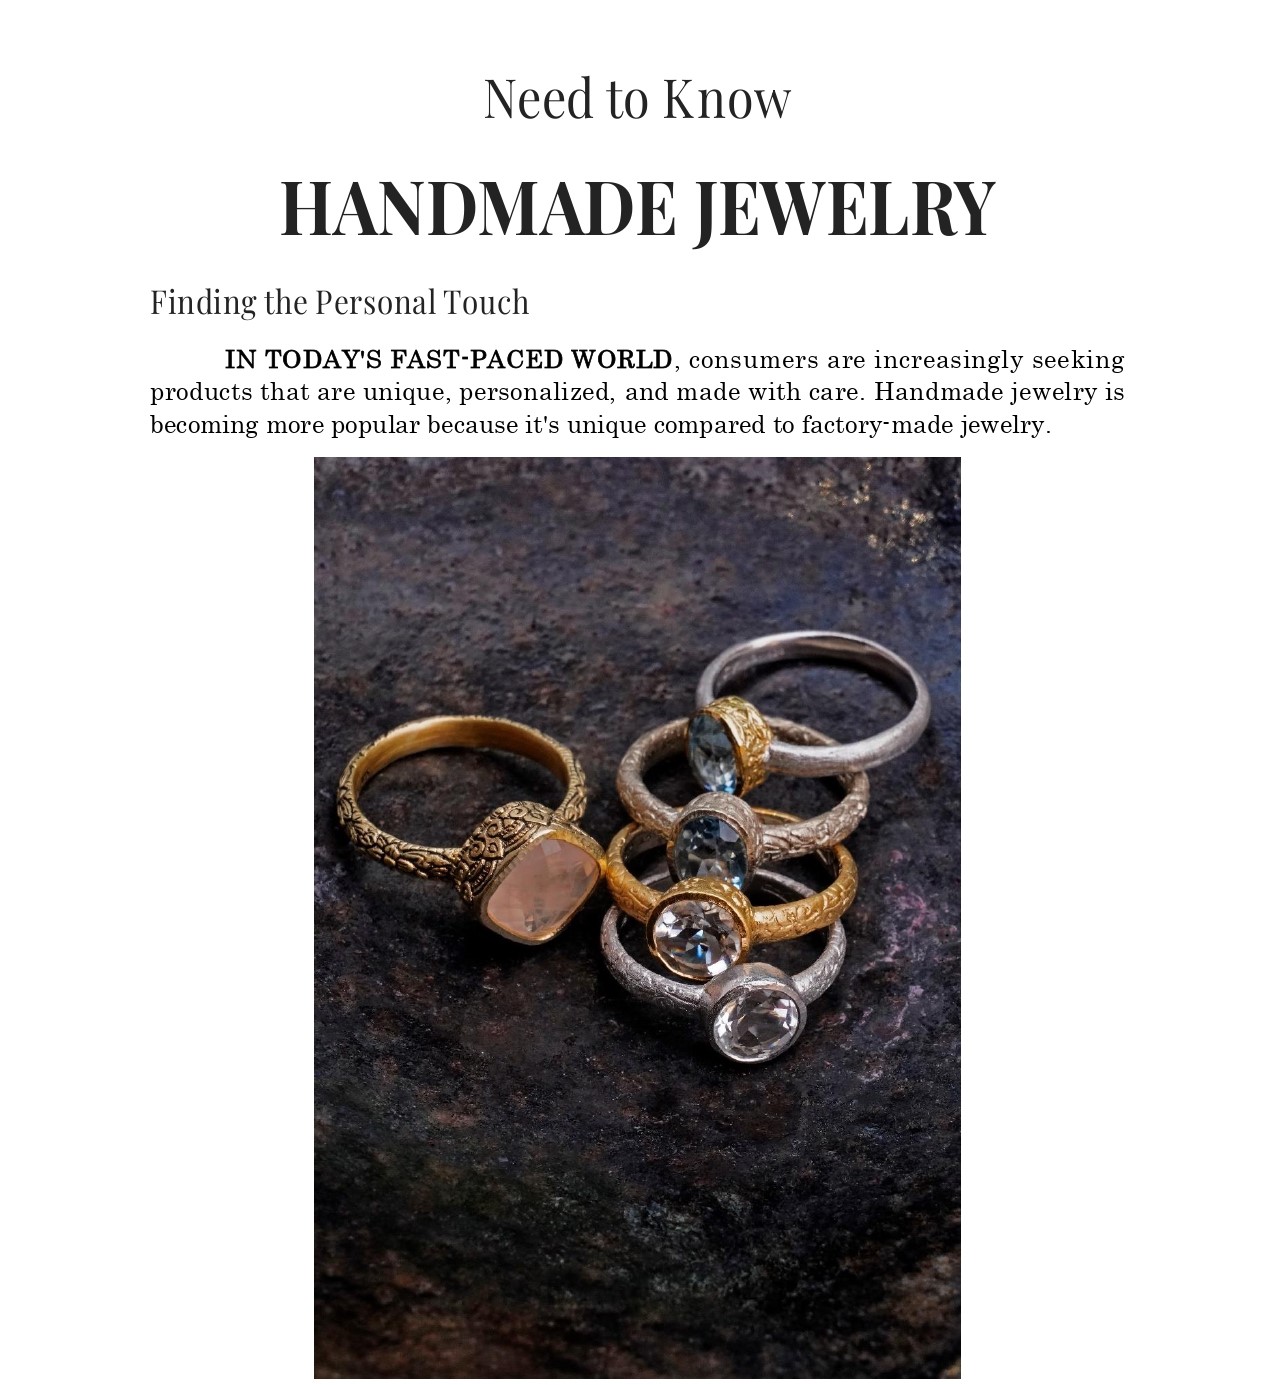 Need to Know
HANDMADE JEWELRY
Finding the Personal Touch
IN TODAY'S FAST-PACED WORLD, consumers are increasingly seeking
products that are unique, personalized, and made with care. Handmade jewelry is
becoming more popular because it's unique compared to factory-made jewelry.